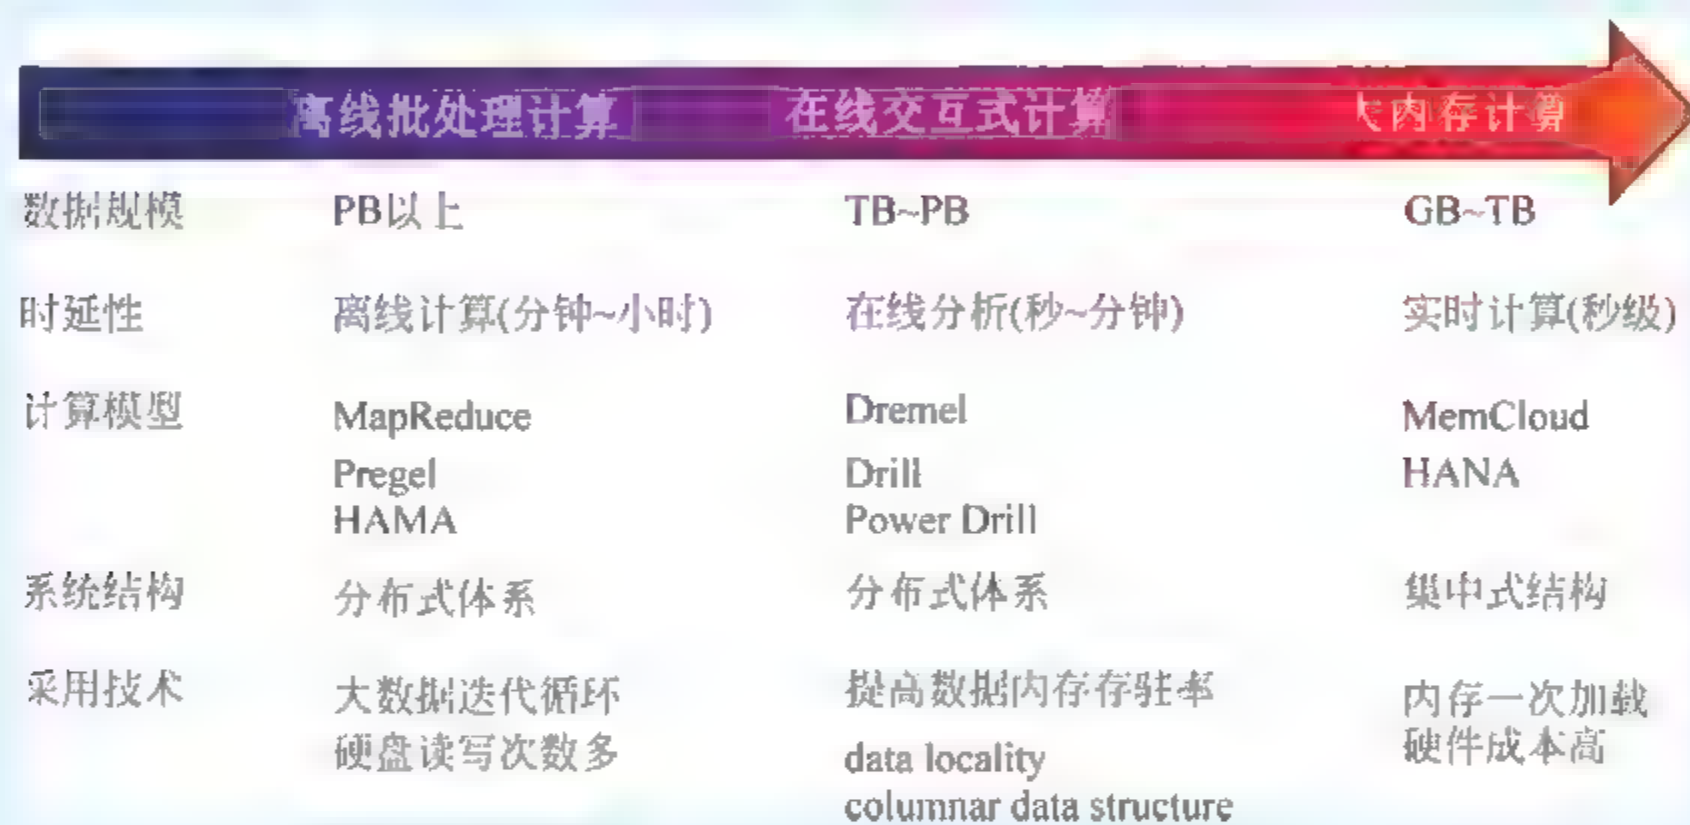 离线批处理计算 在线交互式计算 大内存计算
数据规模 PB以上 TB~PB GB~TB
时延性 离线计算(分钟~小时) 在线分析(秒~分钟) 实时计算(秒级)
计算模型 MapReduce Dremel MemCloud
Pregel Drill HANA
HAMA Power Drill
系统结构 分布式体系 分布式体系 集中式结构
采用技术 大数据迭代循环 提高数据内存存驻率 内存一次加载
硬盘读写次数多 data locality 硬件成本高
columnar data structure